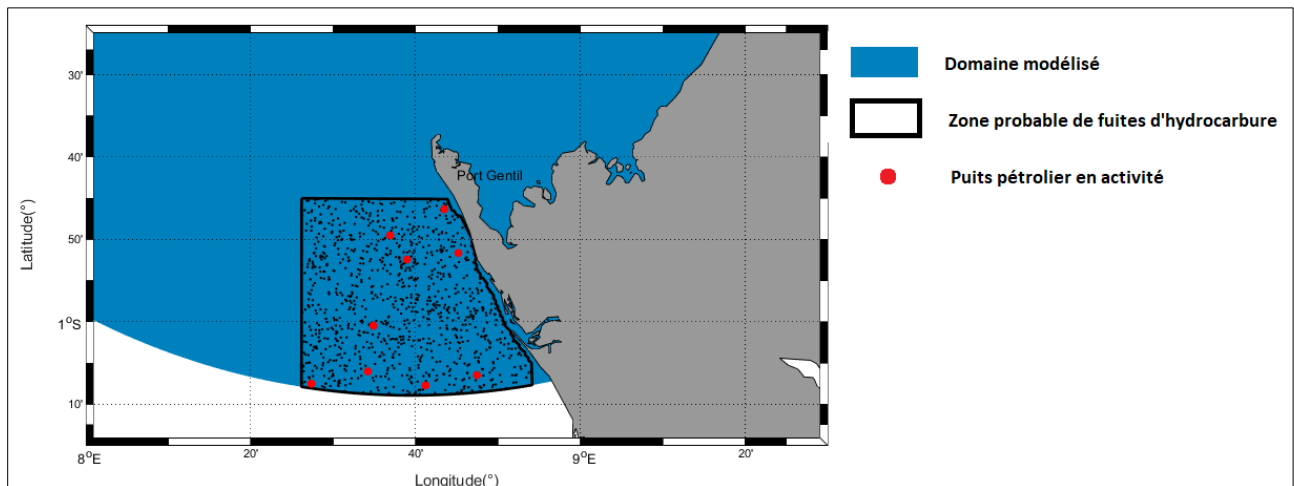 30'
40'
50'
1°S
10'
Latitude(°)
8°E
20'
40'
9°E
20'
Longitude(°)
Port Gentil
Domaine modélisé
Zone probable de fuites d'hydrocarbure
Puits pétrolier en activité